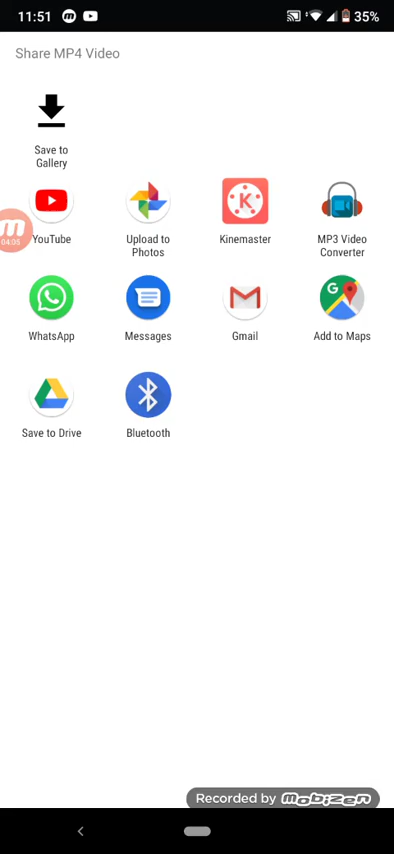 11:51
35%
Share MP4 Video
Save to
Gallery
YouTube
Upload to
Photos
Kinemaster
MP3 Video
Converter
04:05
WhatsApp
Messages
Gmail
Add to Maps
Save to Drive
Bluetooth
Recorded by mobizen